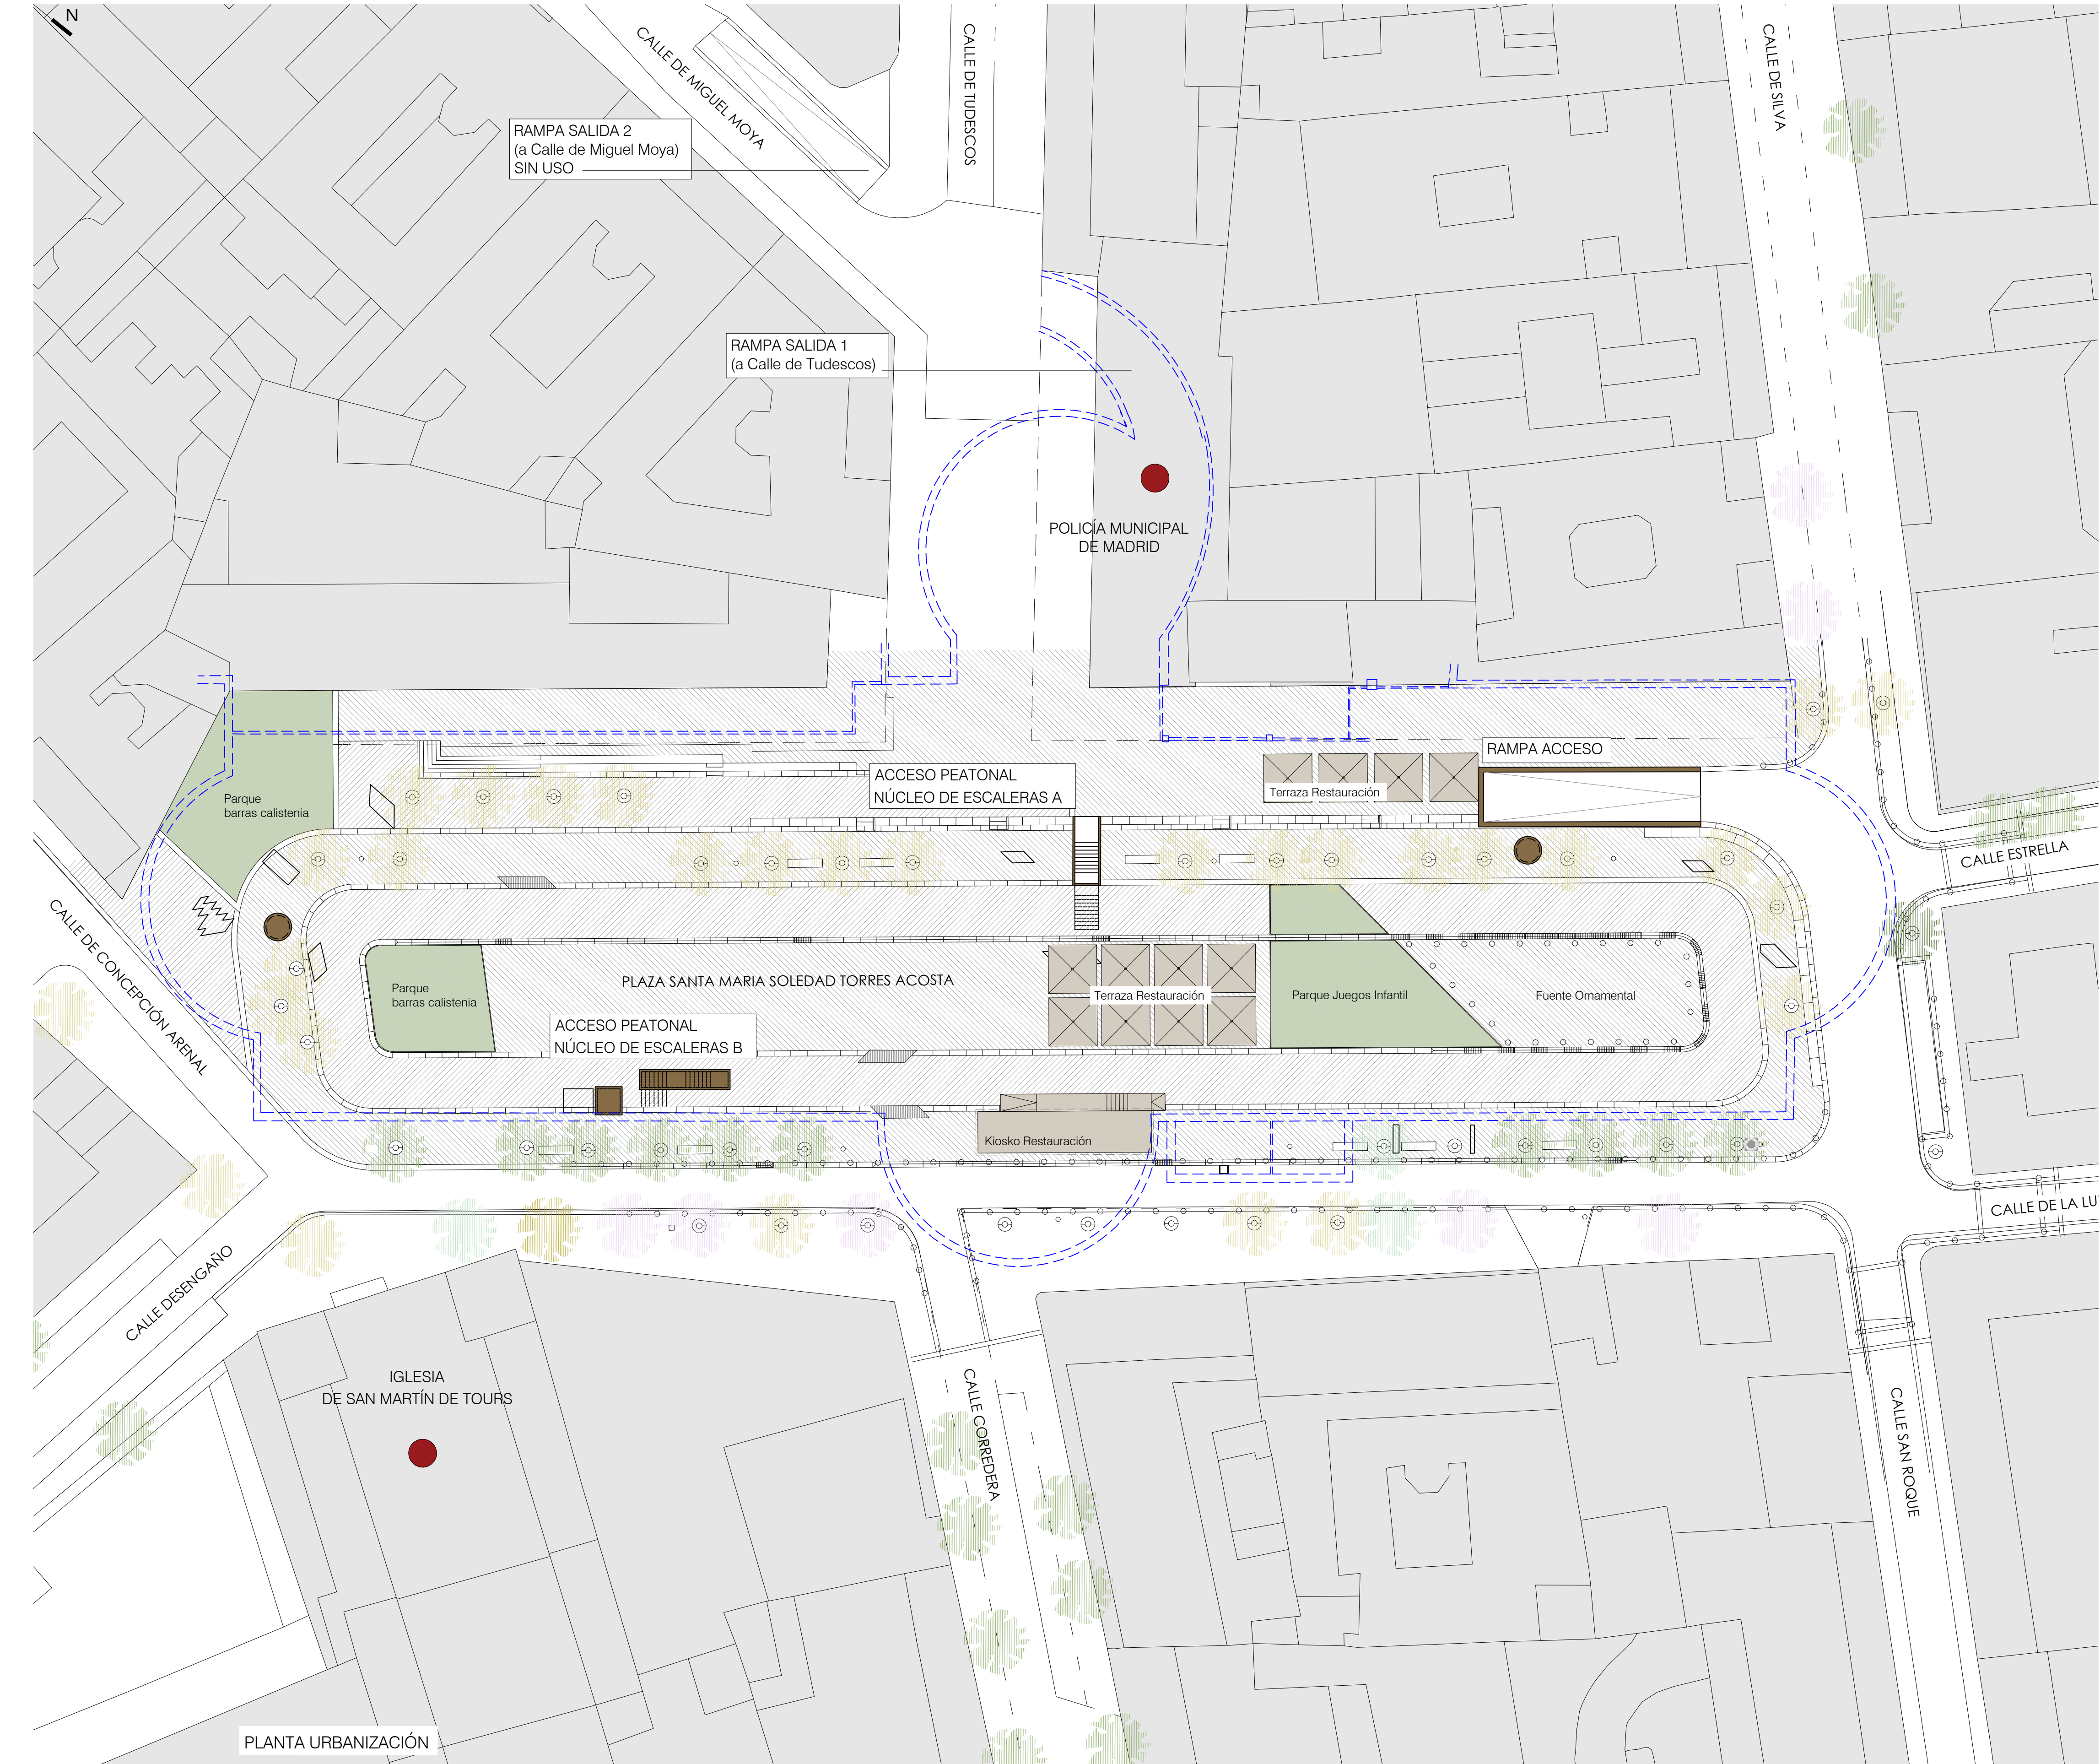 N
CALLE DE MIGUEL MOYA
CALLE DE TUDESCOS
CALLE DE SILVA
RAMPA SALIDA 2
(a Calle de Miguel Moya)
SIN USO
RAMPA SALIDA 1
(a Calle de Tudescos)
POLICÍA MUNICIPAL
DE MADRID
RAMPA ACCESO
ACCESO PEATONAL
NÚCLEO DE ESCALERAS A
Terraza Restauración
Parque
barras calistenia
CALLE ESTRELLA
CALLE DE CONCEPCIÓN ARENAL
PLAZA SANTA MARIA SOLEDAD TORRES ACOSTA
Parque
barras calistenia
Terraza Restauración
Parque Juegos Infantil
Fuente Ornamental
ACCESO PEATONAL
NÚCLEO DE ESCALERAS B
Kiosko Restauración
CALLE DE LA LU
CALLE DESENGAÑO
IGLESIA
DE SAN MARTÍN DE TOURS
CALLE CORREDERA
CALLE SAN ROQUE
PLANTA URBANIZACIÓN